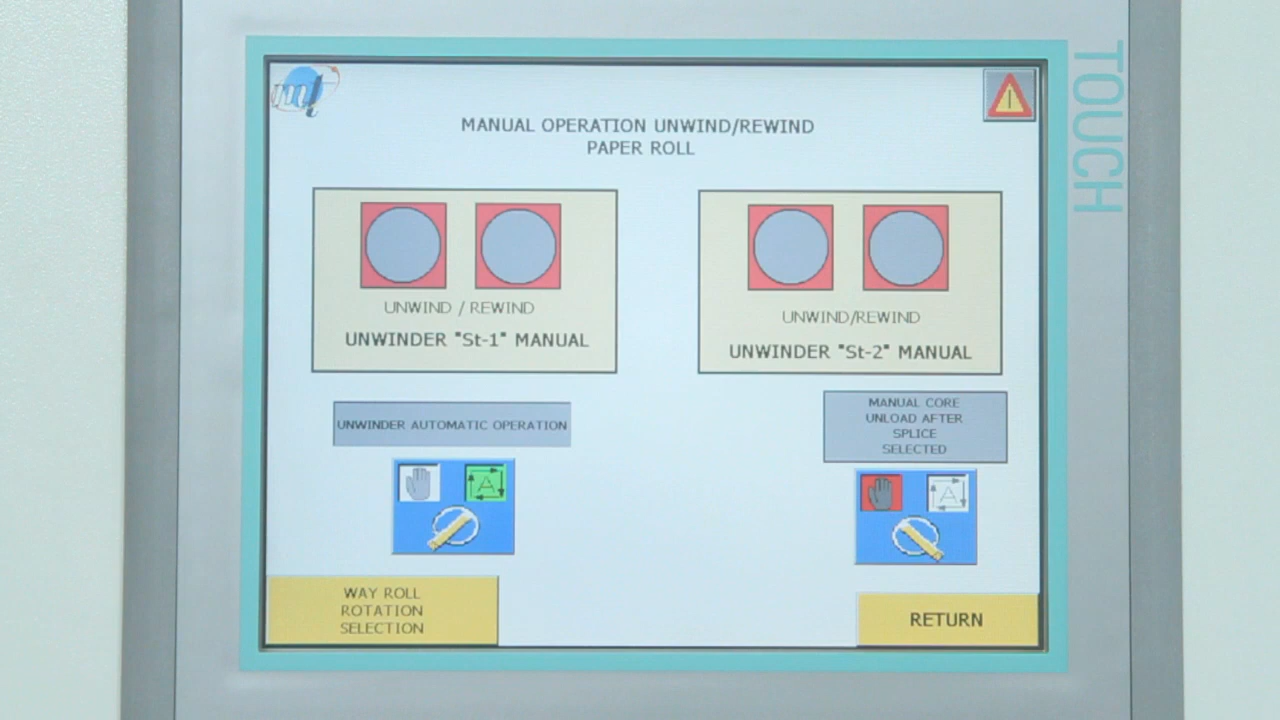 mti
TOUCH
MANUAL OPERATION UNWIND/REWIND
PAPER ROLL
UNWIND / REWIND
UNWINDER "St-1" MANUAL
UNWIND/REWIND
UNWINDER "St-2" MANUAL
UNWINDER AUTOMATIC OPERATION
A
MANUAL CORE
UNLOAD AFTER
SPLICE
SELECTED
A
WAY ROLL
ROTATION
SELECTION
RETURN